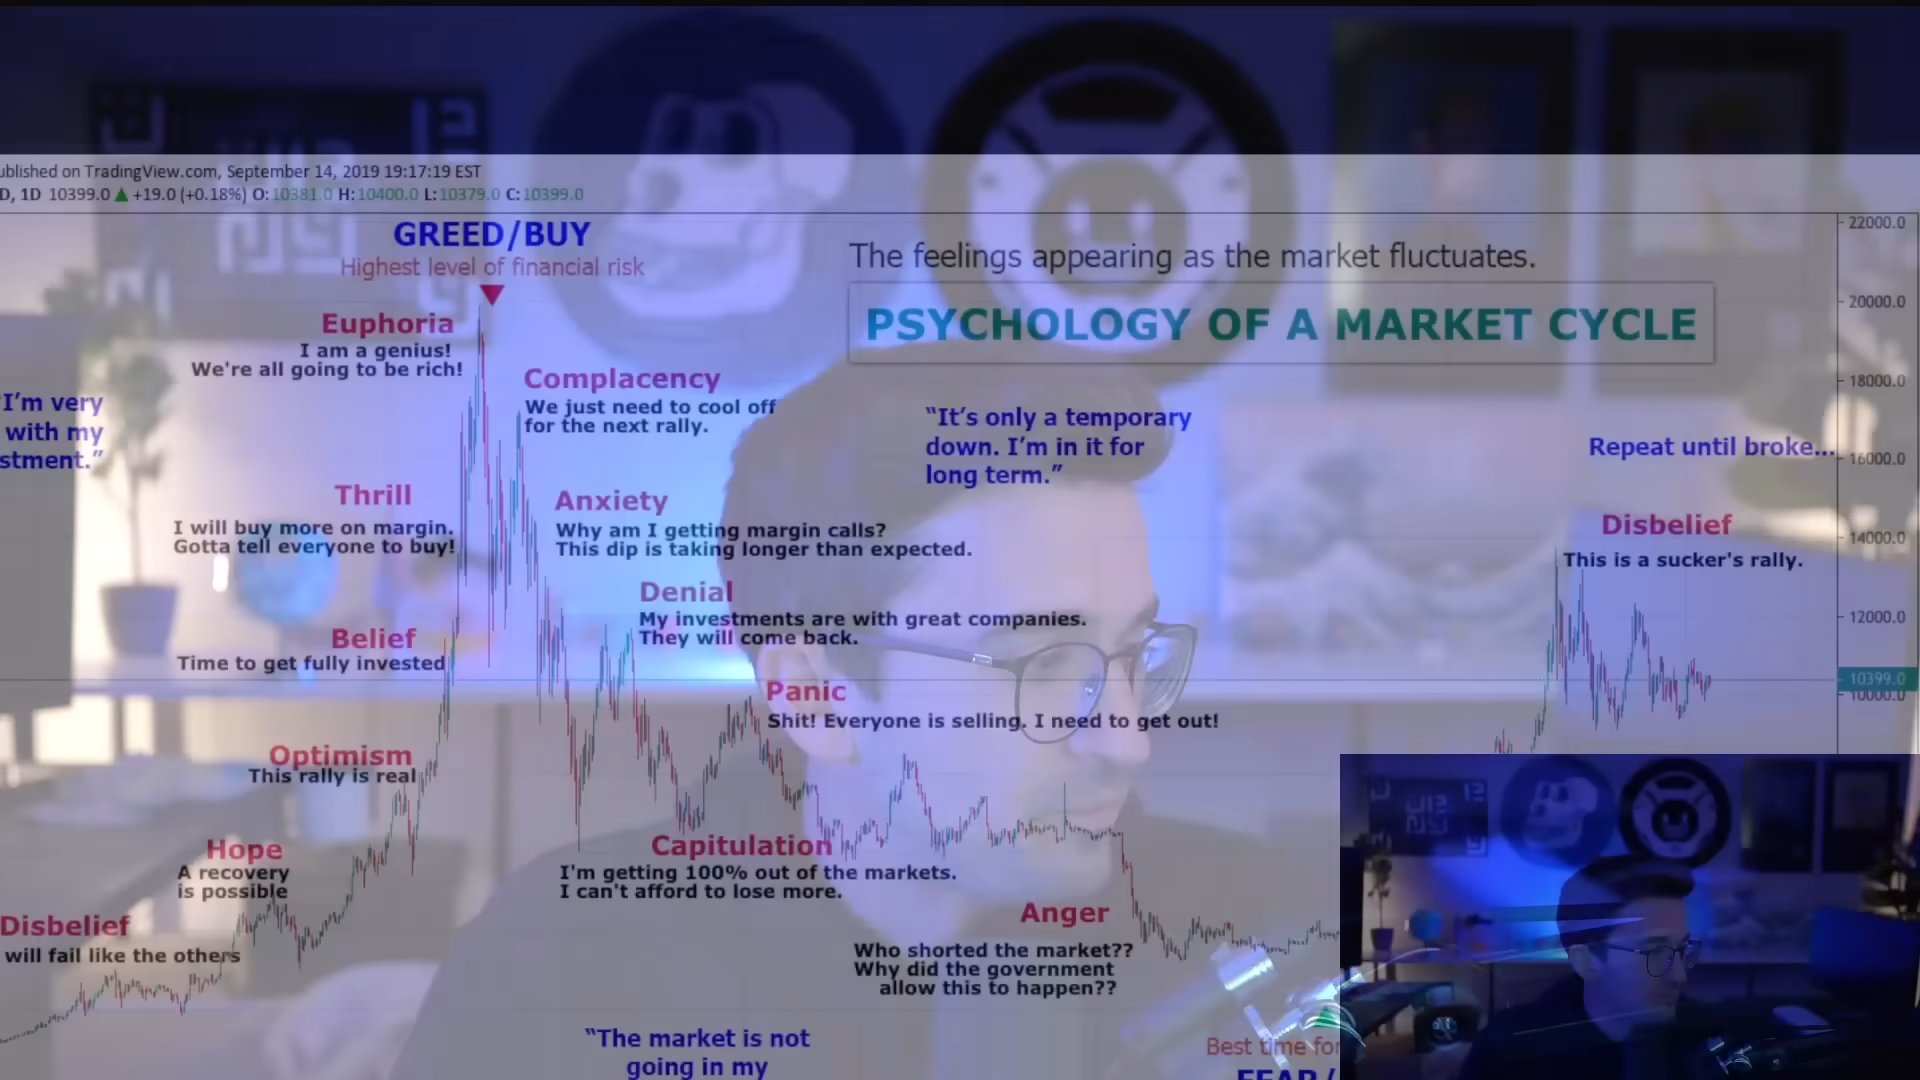 ublished on TradingView.com, September 14, 2019 19:17:19 EST
D, 1D 10399.0 ▲ +19.0 (+0.18%) O: 10381.0 H: 10400.0 L: 10379.0 C: 10399.0
GREED/BUY
Highest level of financial risk
The feelings appearing as the market fluctuates.
PSYCHOLOGY OF A MARKET CYCLE
Euphoria
I am a genius!
We're all going to be rich!
Complacency
We just need to cool off
for the next rally.
I'm very
with my
stment."
"It's only a temporary
down. I'm in it for
long term."
Repeat until broke...
Thrill
I will buy more on margin.
Gotta tell everyone to buy!
Anxiety
Why am I getting margin calls?
This dip is taking longer than expected.
Disbelief
This is a sucker's rally.
Denial
My investments are with great companies.
They will come back.
Belief
Time to get fully invested
Panic
Shit! Everyone is selling. I need to get out!
Optimism
This rally is real
Hope
A recovery
is possible
Capitulation
I'm getting 100% out of the markets.
I can't afford to lose more.
Disbelief
will fail like the others
Anger
Who shorted the market??
Why did the government
allow this to happen??
"The market is not
going in my
Best time for
FEAR/
22000.0
20000.0
18000.0
16000.0
14000.0
12000.0
10399.0
10000.0